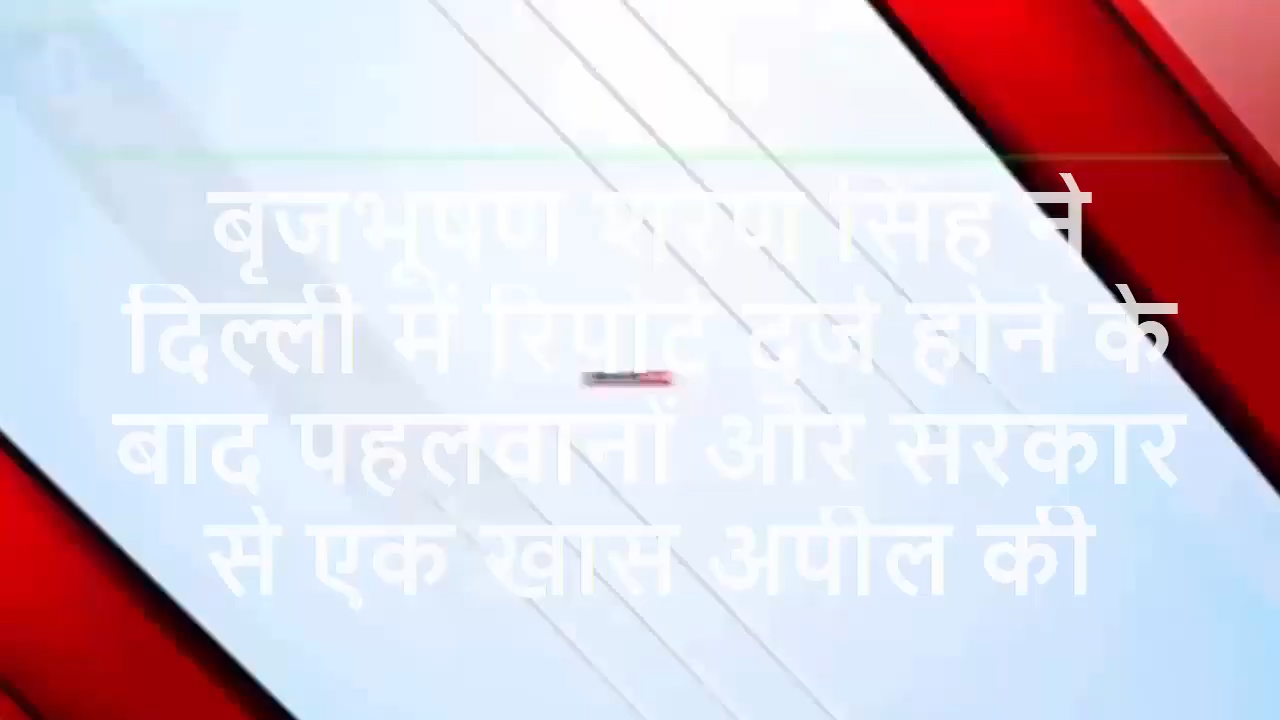 बृजभूषण शरण सिंह ने
दिल्ली में रिपोर्ट दर्ज होने के
बाद पहलवानों और सरकार
से एक खास अपील की